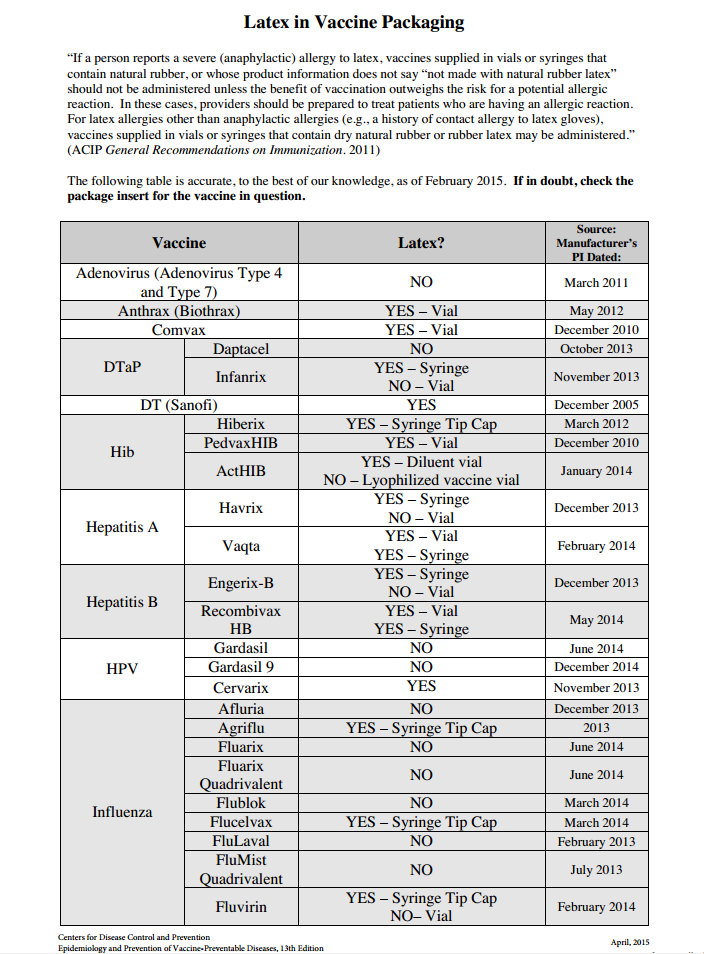 Latex in Vaccine Packaging
“If a person reports a severe (anaphylactic) allergy to latex, vaccines supplied in vials or syringes that
contain natural rubber, or whose product information does not say “not made with natural rubber latex”
should not be administered unless the benefit of vaccination outweighs the risk for a potential allergic
reaction. In these cases, providers should be prepared to treat patients who are having an allergic reaction.
For latex allergies other than anaphylactic allergies (e.g., a history of contact allergy to latex gloves),
vaccines supplied in vials or syringes that contain dry natural rubber or rubber latex may be administered.”
(ACIP General Recommendations on Immunization. 2011)
The following table is accurate, to the best of our knowledge, as of February 2015. If in doubt, check the
package insert for the vaccine in question.
Vaccine Latex? Source:
Manufacturer’s
PI Dated:
Adenovirus (Adenovirus Type 4
and Type 7) NO March 2011
Anthrax (Biothrax) YES – Vial May 2012
Comvax YES – Vial December 2010
DTaP Daptacel NO October 2013
Infanrix YES – Syringe
NO – Vial November 2013
DT (Sanofi) YES December 2005
Hib Hiberix YES – Syringe Tip Cap March 2012
PedvaxHIB YES – Vial December 2010
ActHIB YES – Diluent vial
NO – Lyophilized vaccine vial January 2014
Hepatitis A Havrix YES – Syringe
NO – Vial December 2013
Vaqta YES – Vial
YES – Syringe February 2014
Hepatitis B Engerix-B YES – Syringe
NO – Vial December 2013
Recombivax
HB YES – Vial
YES – Syringe May 2014
HPV Gardasil NO June 2014
Gardasil 9 NO December 2014
Cervarix YES November 2013
Influenza Afluria NO December 2013
Agriflu YES – Syringe Tip Cap 2013
Fluarix NO June 2014
Fluarix
Quadrivalent NO June 2014
Flublok NO March 2014
Flucelvax YES – Syringe Tip Cap March 2014
FluLaval NO February 2013
FluMist
Quadrivalent NO July 2013
Fluvirin YES – Syringe Tip Cap
NO– Vial February 2014
Centers for Disease Control and Prevention
Epidemiology and Prevention of Vaccine-Preventable Diseases, 13th Edition April, 2015